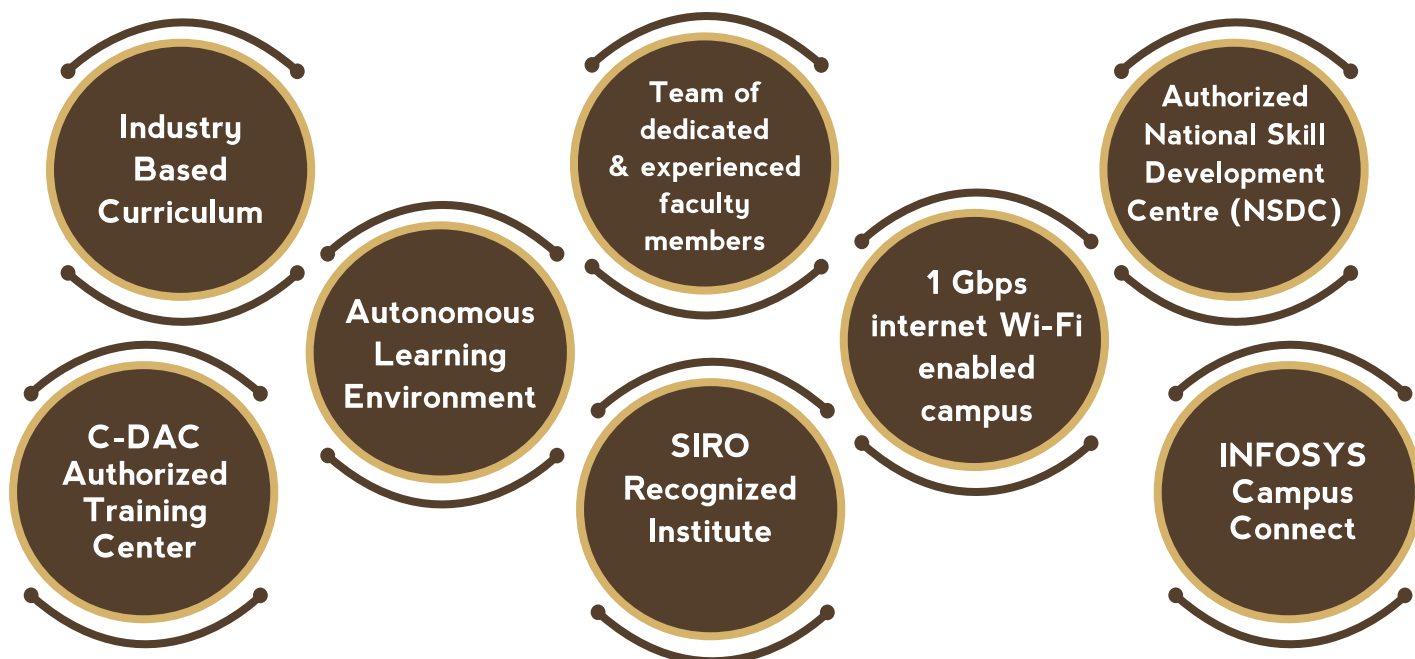 Industry
Based
Curriculum
Team of
dedicated
& experienced
faculty
members
Authorized
National Skill
Development
Centre (NSDC)
Autonomous
Learning
Environment
1 Gbps
internet Wi-Fi
enabled
campus
C-DAC
Authorized
Training
Center
SIRO
Recognized
Institute
INFOSYS
Campus
Connect